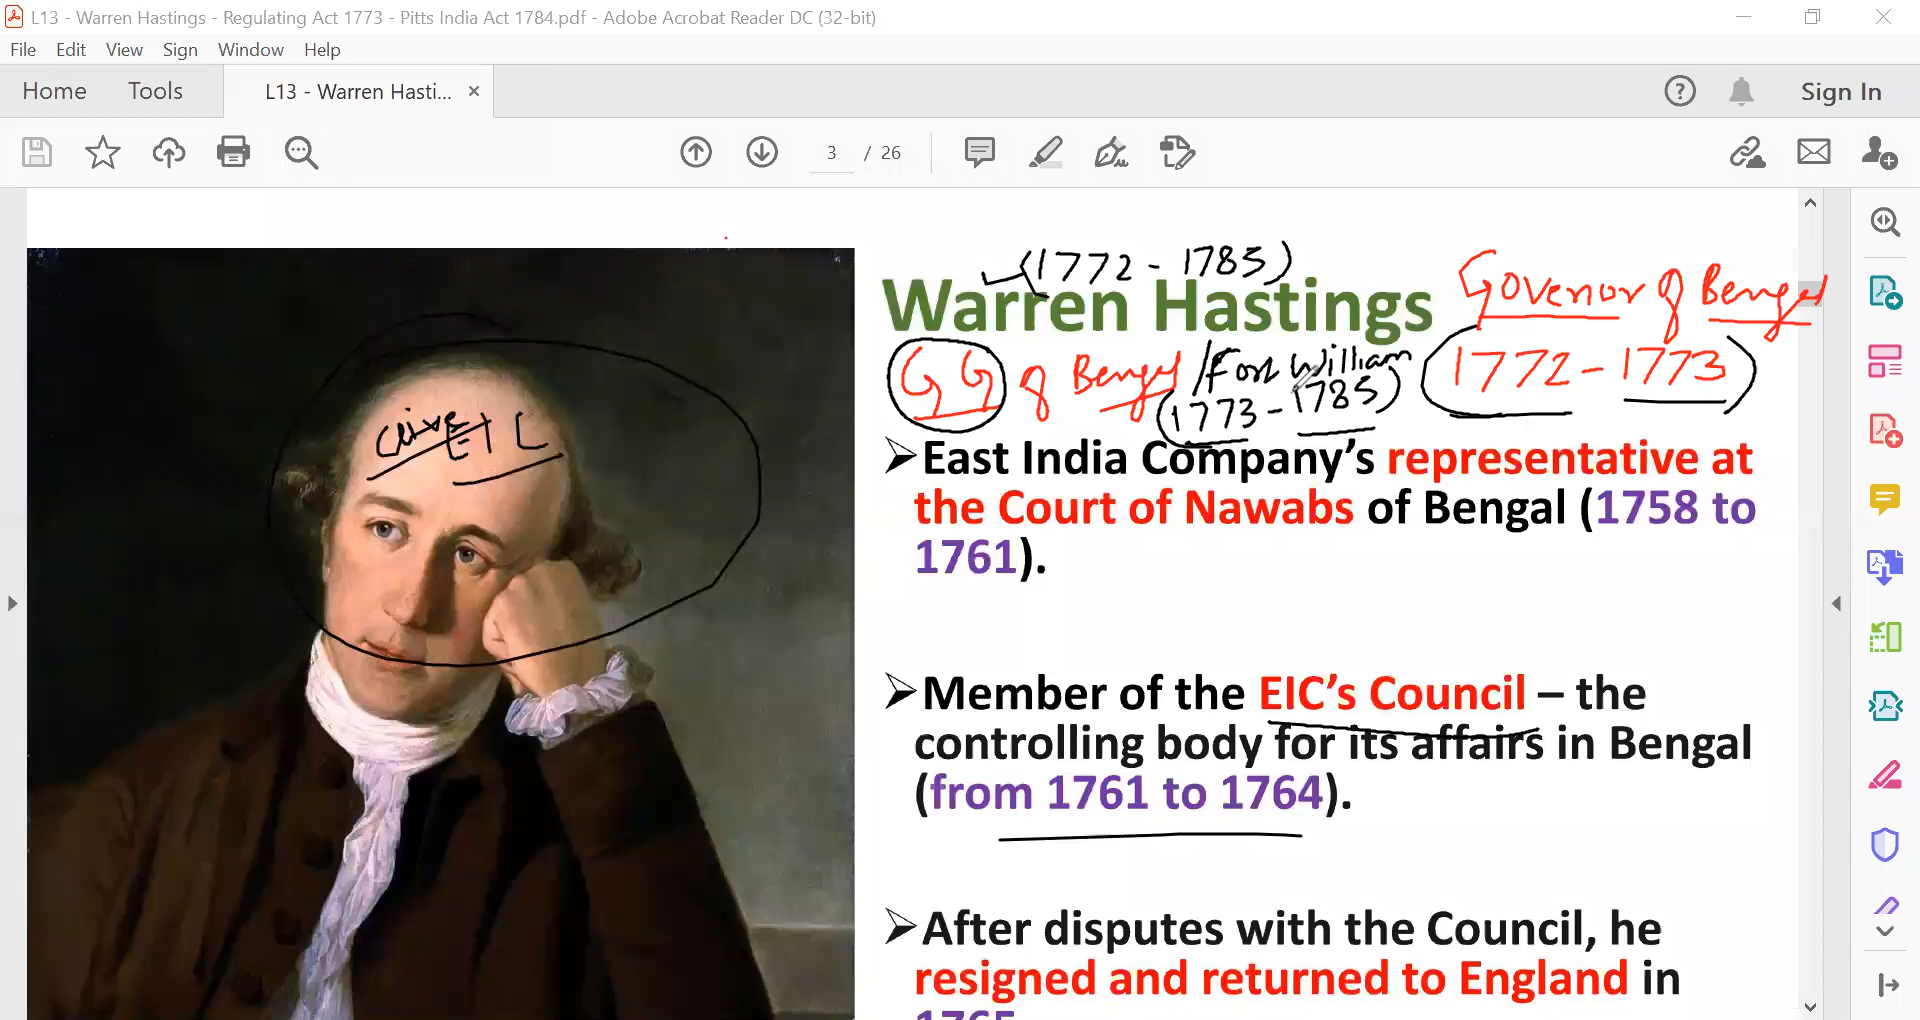 L13 - Warren Hastings - Regulating Act 1773 - Pitts India Act 1784.pdf - Adobe Acrobat Reader DC (32-bit)
File Edit View Sign Window Help
Home Tools L13 - Warren Hasti... × Sign In
3 / 26
(1772 - 1785)
Warren Hastings
Govenor of Bengal
1772 - 1773)
GG of Bengal / Fort William
(1773 - 1785)
➢East India Company’s representative at
the Court of Nawabs of Bengal (1758 to
1761).
➢Member of the EIC’s Council – the
controlling body for its affairs in Bengal
(from 1761 to 1764).
➢After disputes with the Council, he
resigned and returned to England in
1765